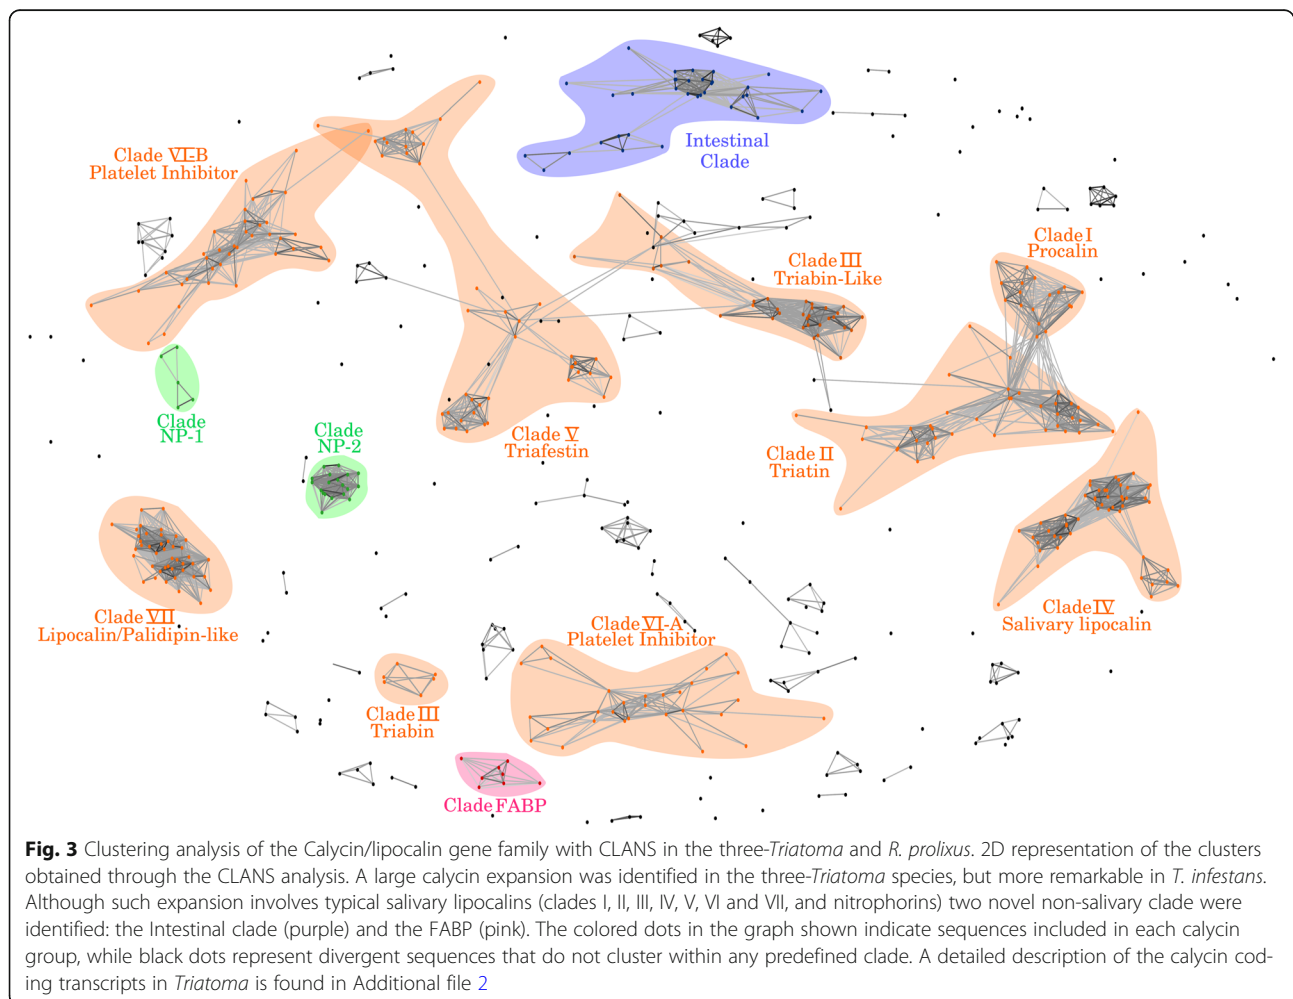 Intestinal
Clade
Clade VI-B
Platelet Inhibitor
Clade I
Procalin
Clade III
Triabin-Like
Clade
NP-1
Clade
NP-2
Clade V
Triafestin
Clade II
Triatin
Clade VII
Lipocalin/Palidipin-like
Clade VI-A
Platelet Inhibitor
Clade IV
Salivary lipocalin
Clade III
Triabin
Clade FABP
Fig. 3 Clustering analysis of the Calycin/lipocalin gene family with CLANS in the three-Triatoma and R. prolixus. 2D representation of the clusters
obtained through the CLANS analysis. A large calycin expansion was identified in the three-Triatoma species, but more remarkable in T. infestans.
Although such expansion involves typical salivary lipocalins (clades I, II, III, IV, V, VI and VII, and nitrophorins) two novel non-salivary clade were
identified: the Intestinal clade (purple) and the FABP (pink). The colored dots in the graph shown indicate sequences included in each calycin
group, while black dots represent divergent sequences that do not cluster within any predefined clade. A detailed description of the calycin cod-
ing transcripts in Triatoma is found in Additional file 2